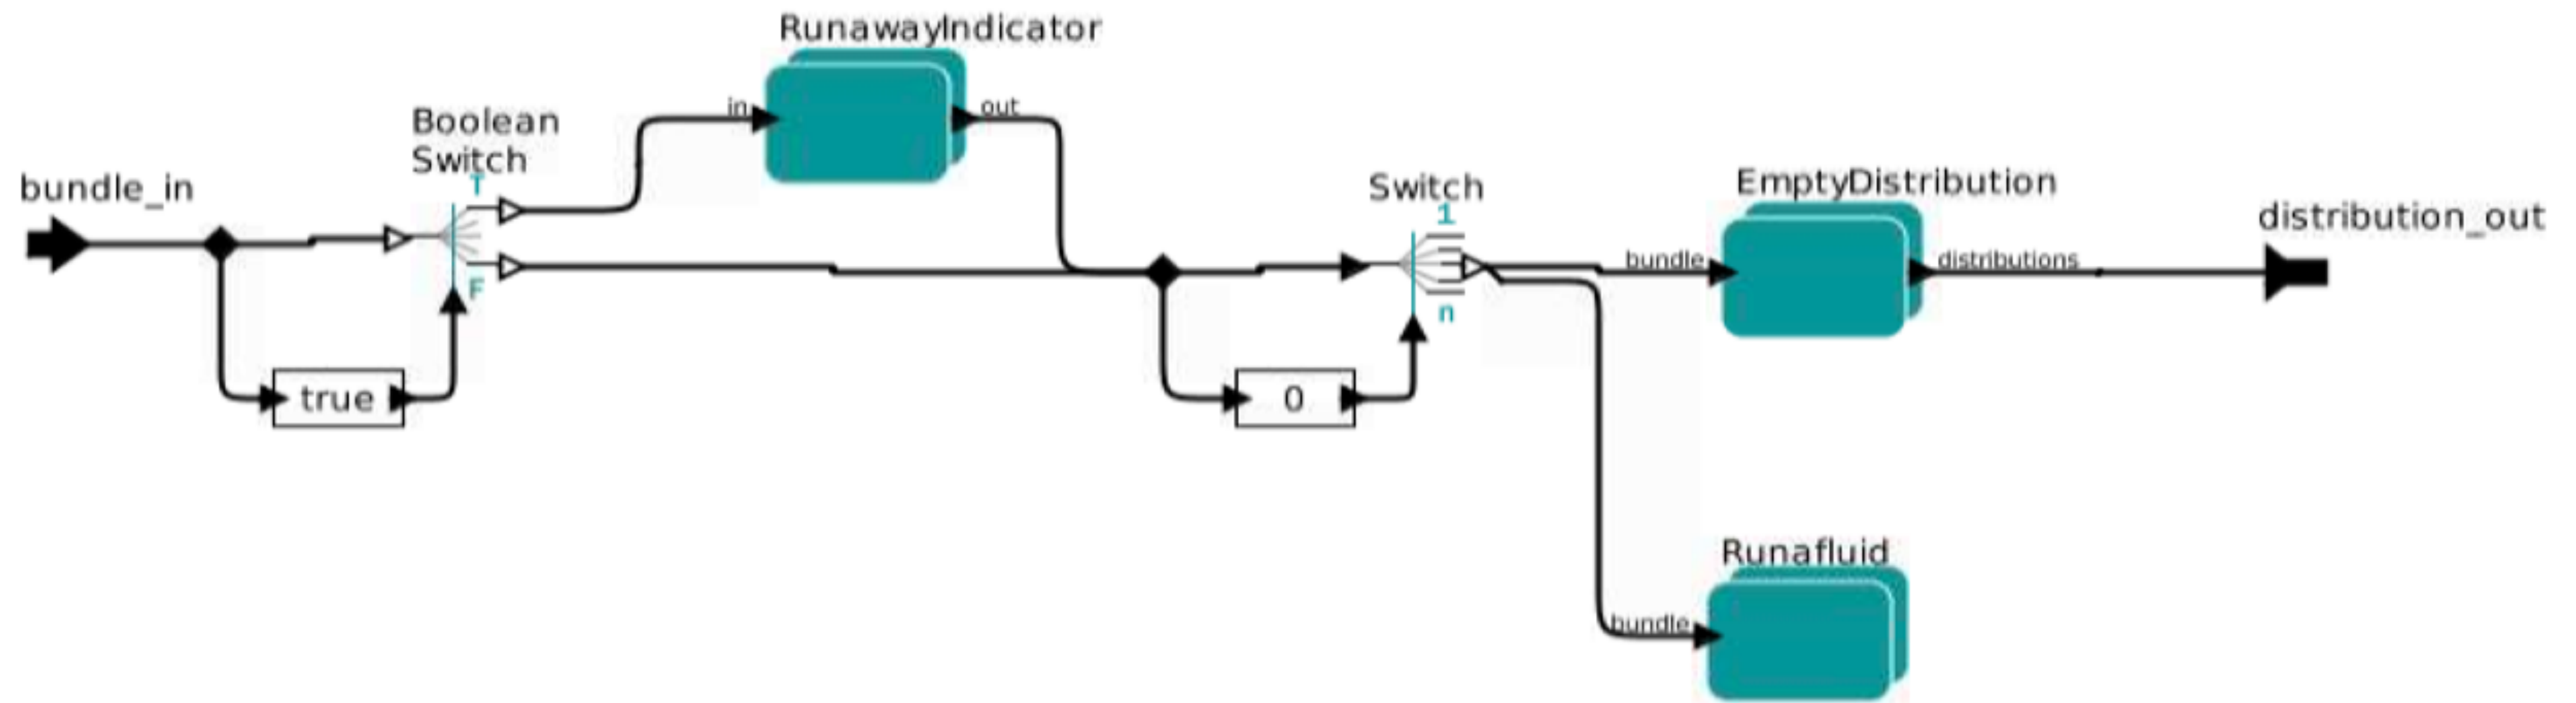 RunawayIndicator
in
out
Boolean
Switch
T
F
bundle_in
true
Switch
1
n
0
EmptyDistribution
bundle
distributions
distribution_out
Runafluid
bundle